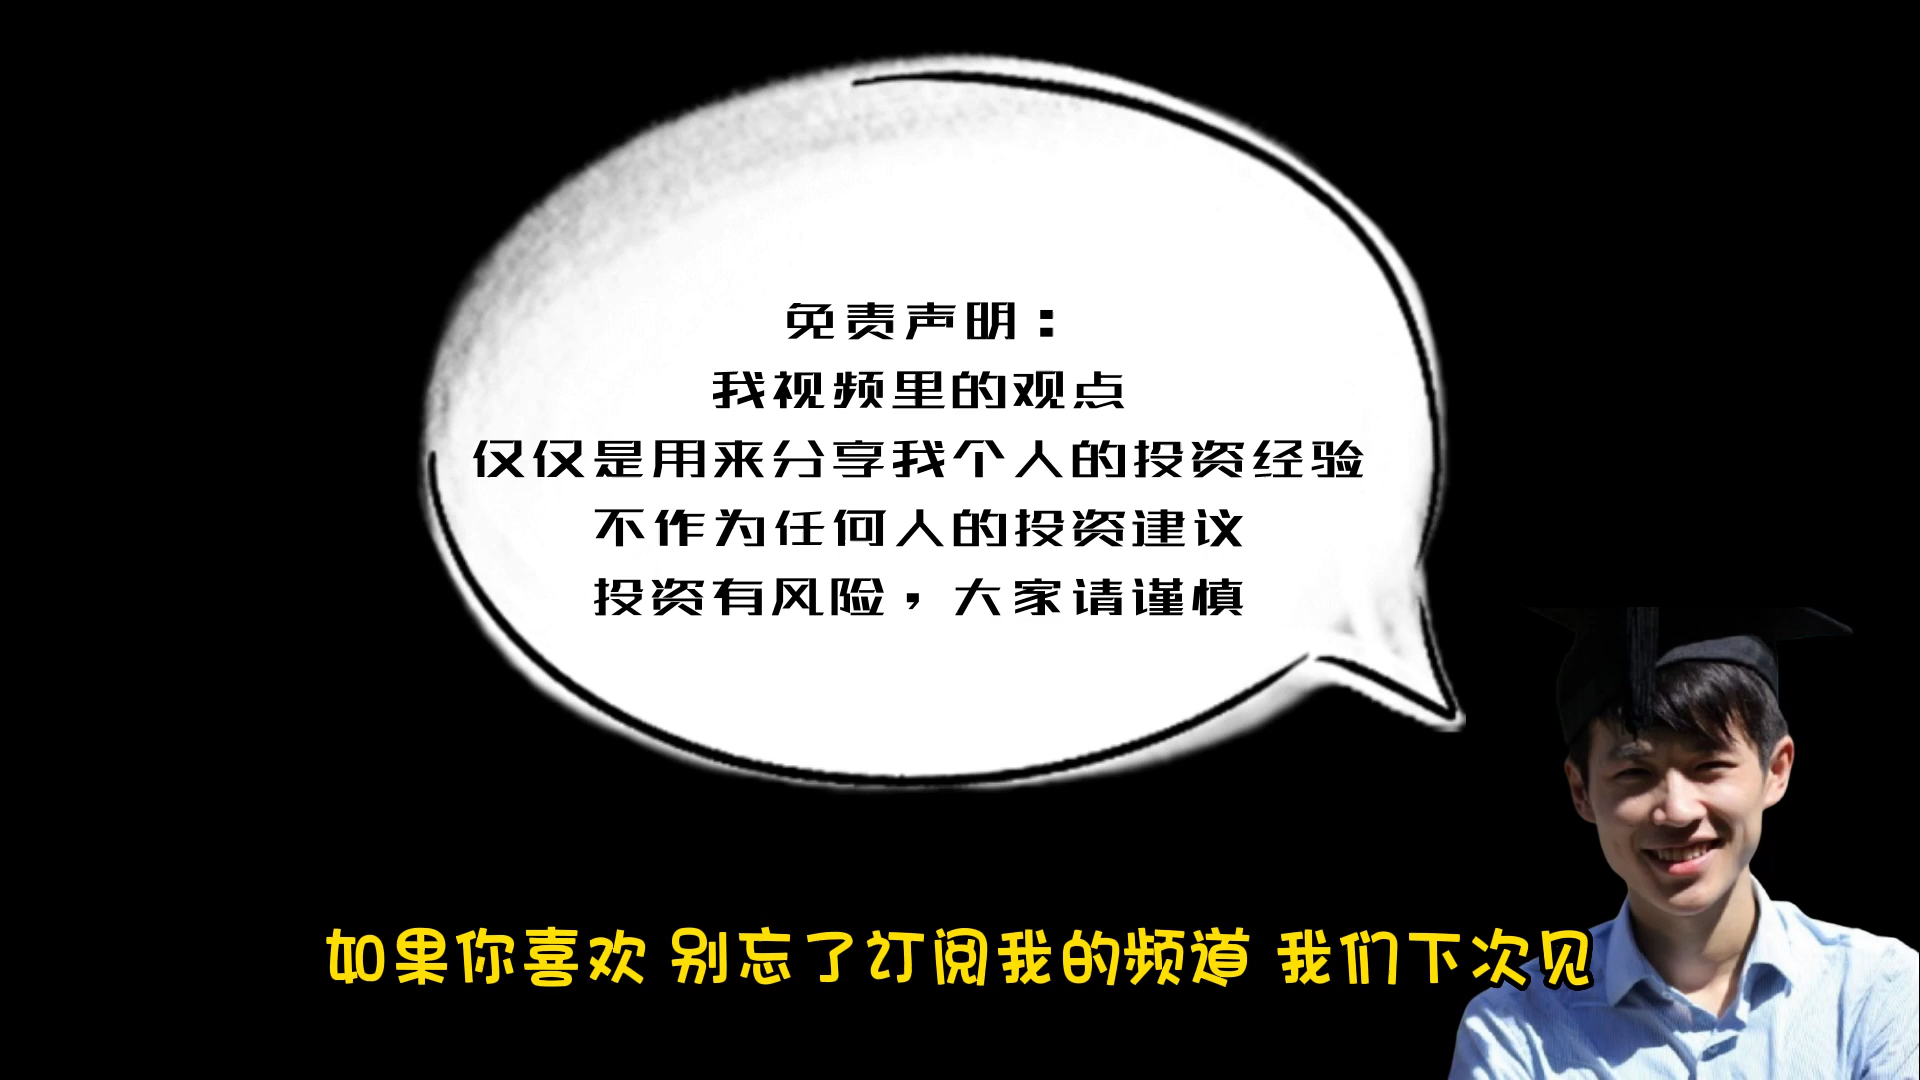 免责声明：
我视频里的观点
仅仅是用来分享我个人的投资经验
不作为任何人的投资建议
投资有风险，大家请谨慎
如果你喜欢 别忘了订阅我的频道 我们下次见